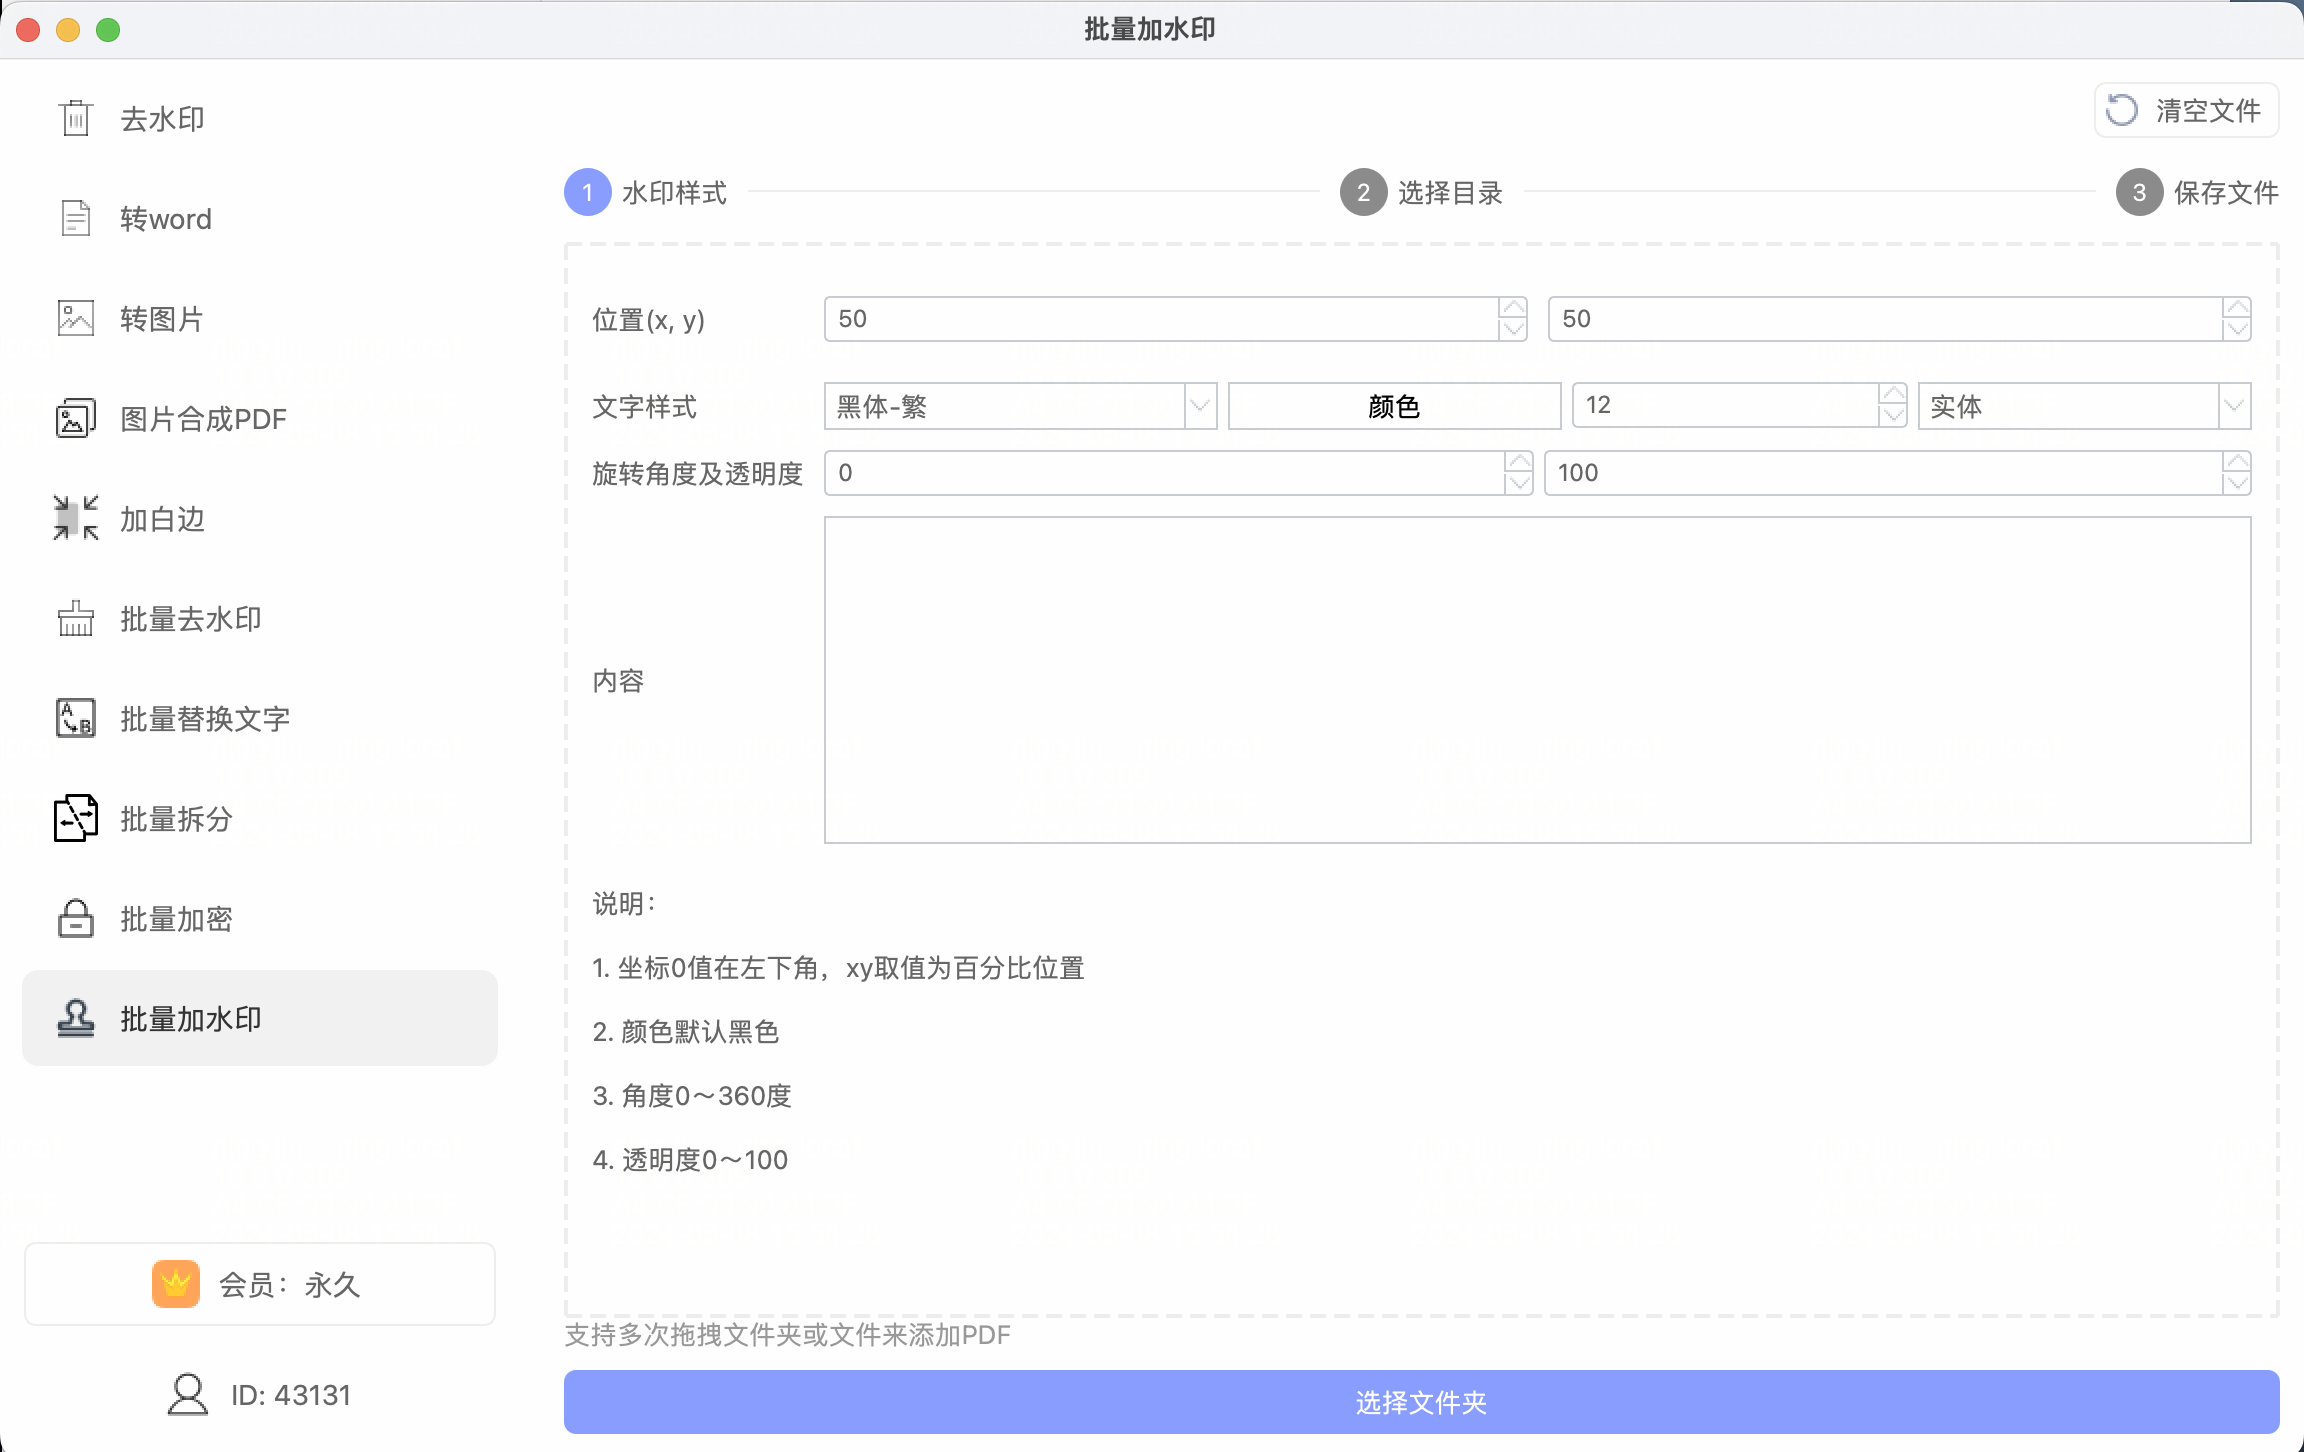 批量加水印
去水印
转word
转图片
图片合成PDF
加白边
批量去水印
批量替换文字
批量拆分
批量加密
批量加水印
会员：永久
ID: 43131
清空文件
1 水印样式 2 选择目录 3 保存文件
位置(x, y) 50 50
文字样式 黑体-繁 颜色 12 实体
旋转角度及透明度 0 100
内容
说明：
1. 坐标0值在左下角，xy取值为百分比位置
2. 颜色默认黑色
3. 角度0～360度
4. 透明度0～100
支持多次拖拽文件夹或文件来添加PDF
选择文件夹